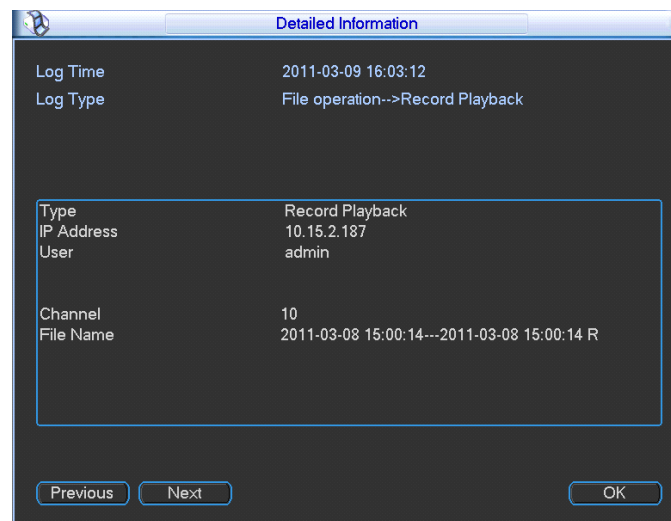 Detailed Information
Log Time 2011-03-09 16:03:12
Log Type File operation-->Record Playback
Type Record Playback
IP Address 10.15.2.187
User admin
Channel 10
File Name 2011-03-08 15:00:14---2011-03-08 15:00:14 R
Previous Next OK